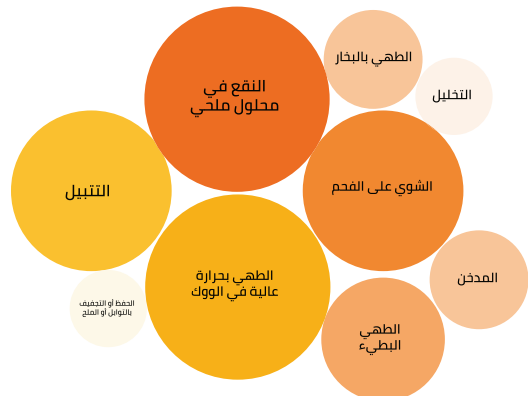 الطهي بالبخار
النقع في
محلول ملحي
التخليل
التتبيل
الشوي على الفحم
الطهي بحرارة
عالية في الووك
المدخن
الحفظ أو التجفيف
بالتوابل أو الملح
الطهي
البطيء